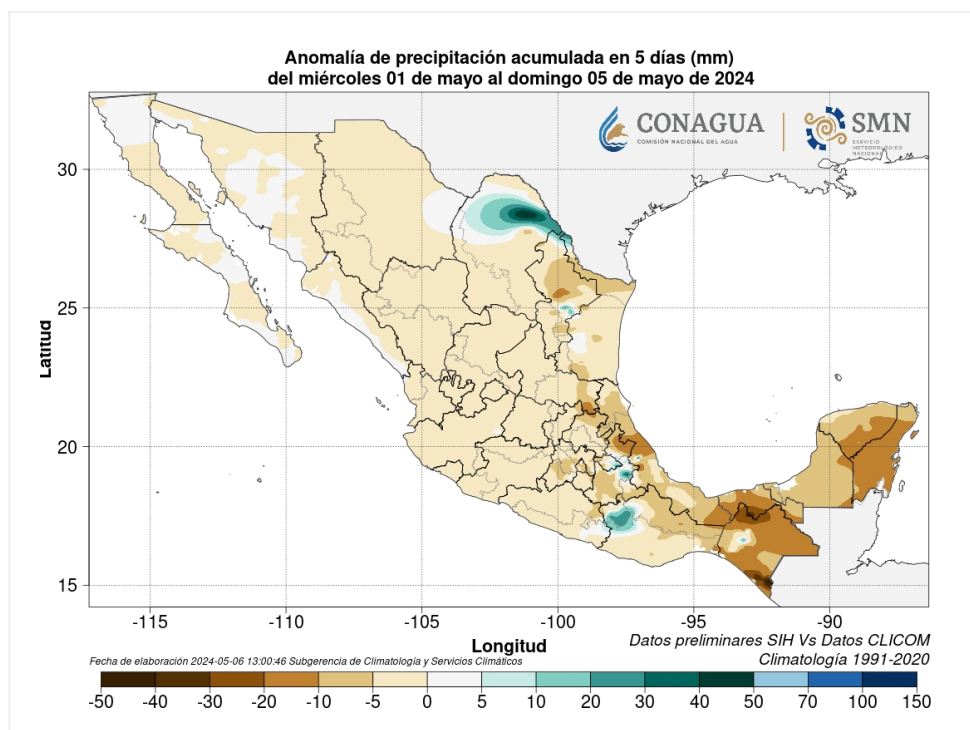 Anomalía de precipitación acumulada en 5 días (mm)
del miércoles 01 de mayo al domingo 05 de mayo de 2024
CONAGUA
COMISIÓN NACIONAL DEL AGUA
SMN
SERVICIO
METEOROLÓGICO
NACIONAL
30
25
20
15
Latitud
-115
-110
-105
-100
-95
-90
Longitud
Datos preliminares SIH Vs Datos CLICOM
Climatología 1991-2020
Fecha de elaboración 2024-05-06 13:00:46 Subgerencia de Climatología y Servicios Climáticos
-50 -40 -30 -20 -10 -5 0 5 10 20 30 40 50 70 100 150